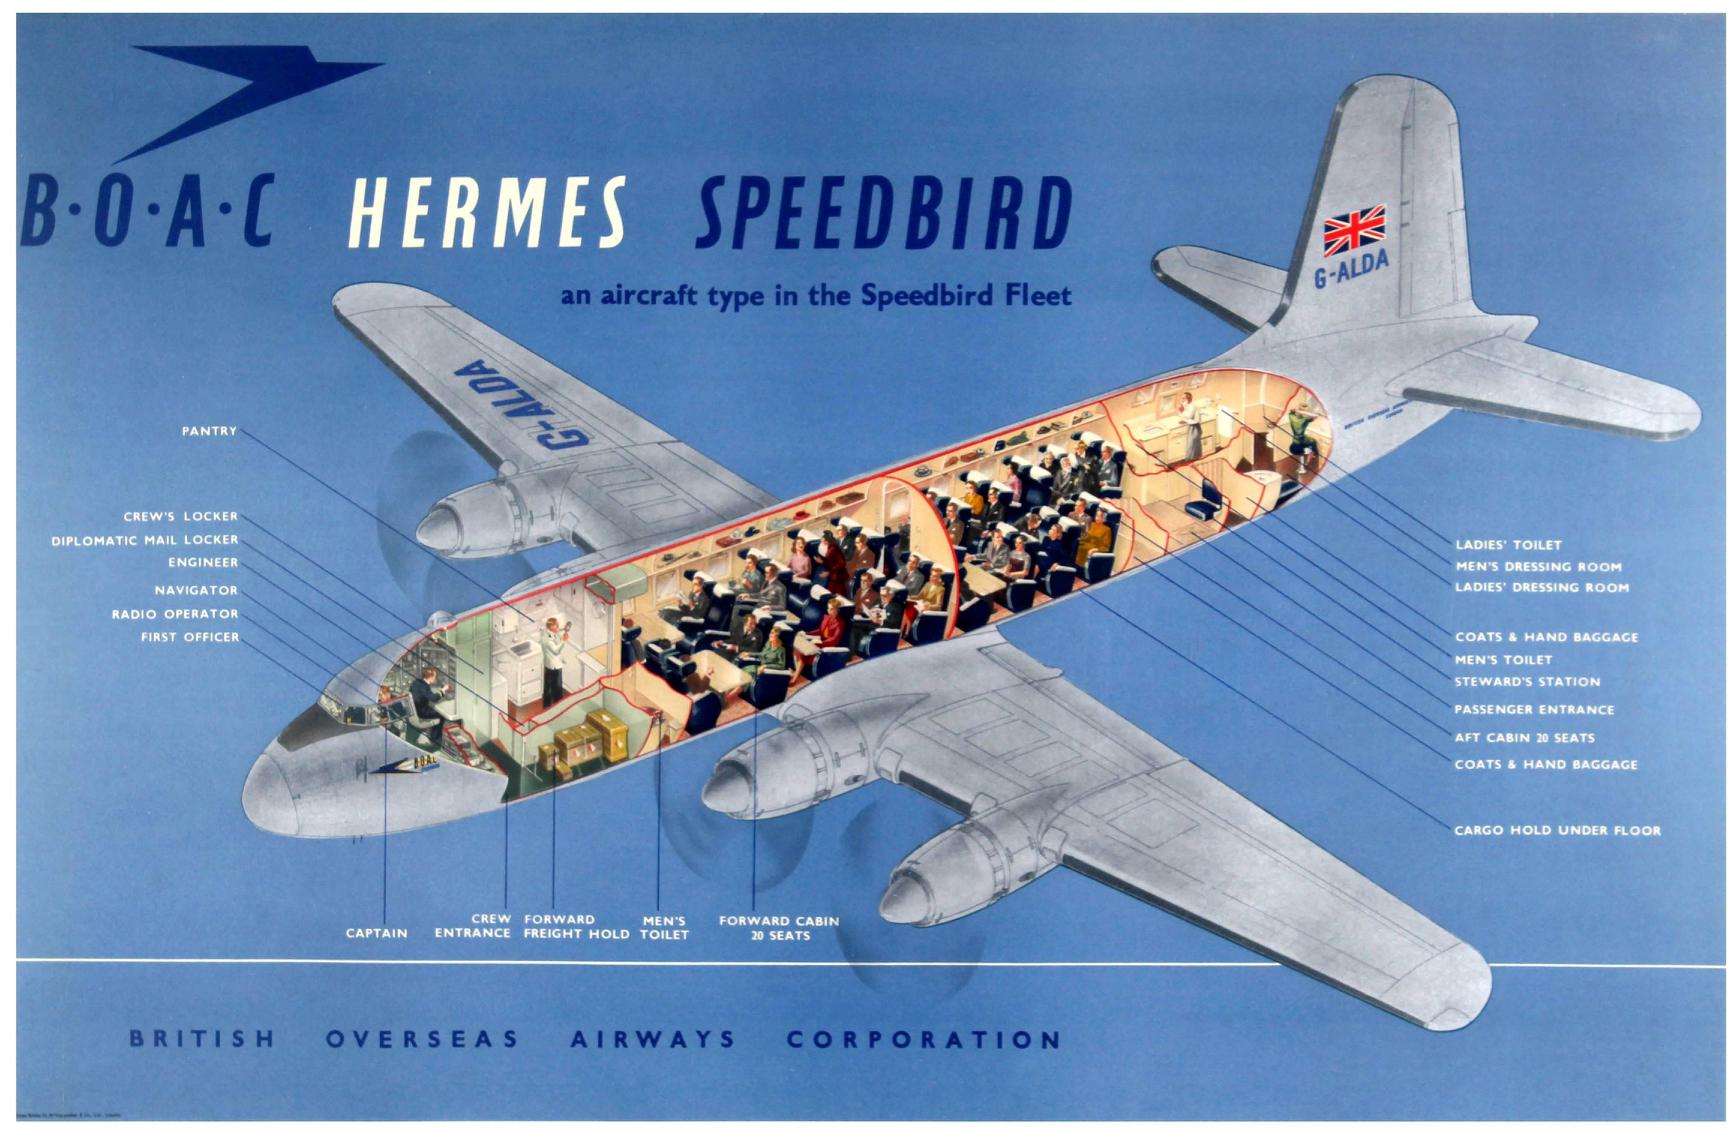 B·O·A·C HERMES SPEEDBIRD
an aircraft type in the Speedbird Fleet
G-ALDA
G-ALDA
PANTRY
CREW'S LOCKER
DIPLOMATIC MAIL LOCKER
ENGINEER
NAVIGATOR
RADIO OPERATOR
FIRST OFFICER
BOAC
LADIES' TOILET
MEN'S DRESSING ROOM
LADIES' DRESSING ROOM
COATS & HAND BAGGAGE
MEN'S TOILET
STEWARD'S STATION
PASSENGER ENTRANCE
AFT CABIN 20 SEATS
COATS & HAND BAGGAGE
CARGO HOLD UNDER FLOOR
CAPTAIN
CREW
ENTRANCE
FORWARD
FREIGHT HOLD
MEN'S
TOILET
FORWARD CABIN
20 SEATS
BRITISH OVERSEAS AIRWAYS CORPORATION